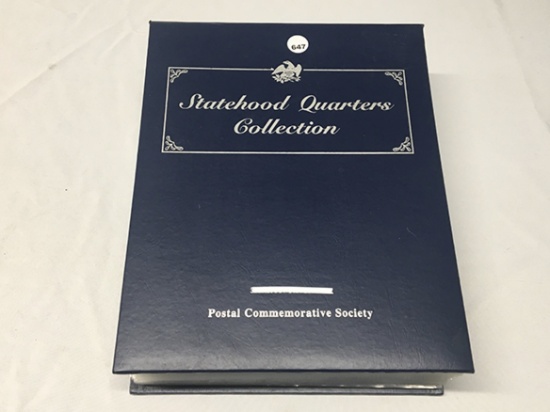 647
Statehood Quarters
Collection
Postal Commemorative Society